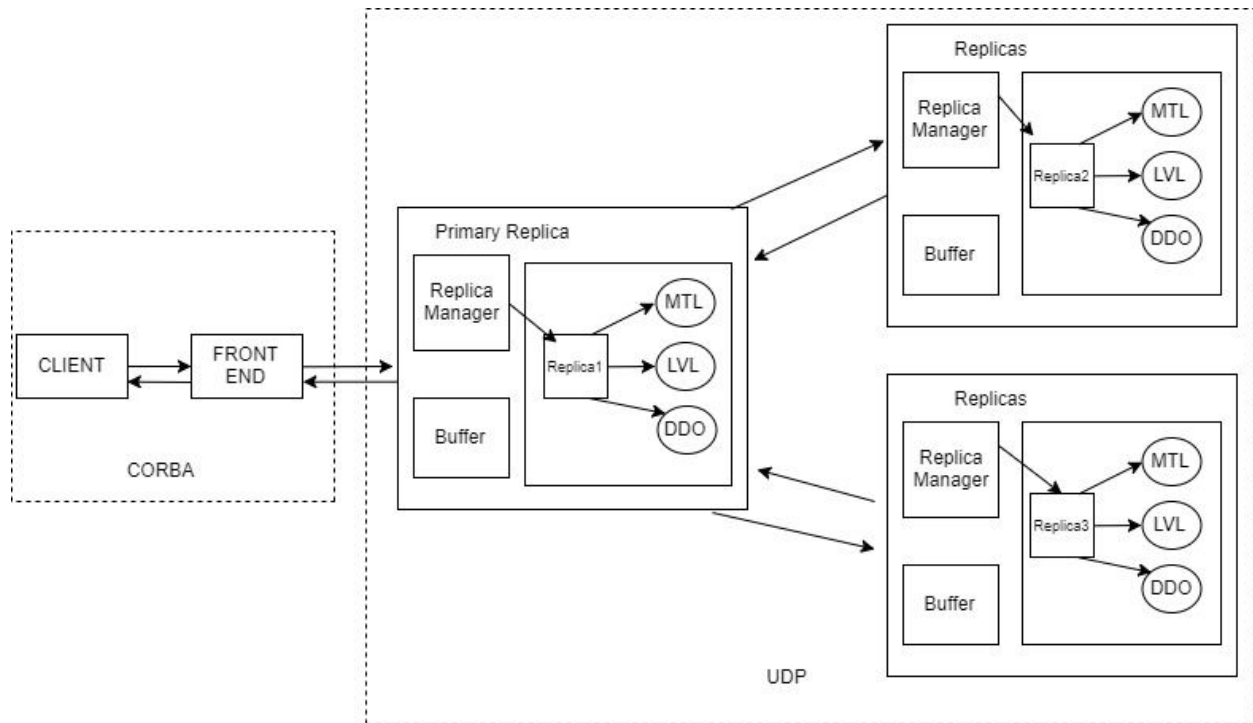 CLIENT
FRONT
END
CORBA
Primary Replica
Replica
Manager
Buffer
Replica1
MTL
LVL
DDO
Replicas
Replica
Manager
Buffer
Replica2
MTL
LVL
DDO
Replicas
Replica
Manager
Buffer
Replica3
MTL
LVL
DDO
UDP